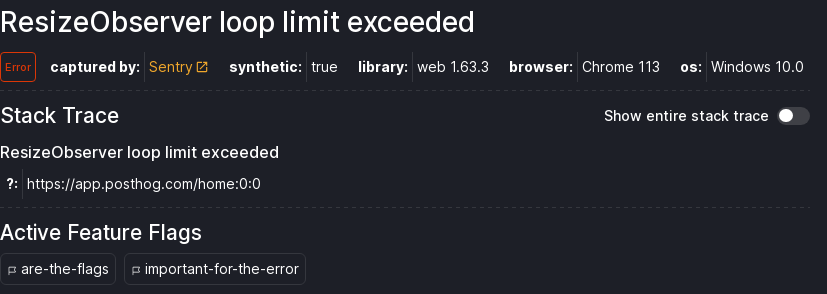 ResizeObserver loop limit exceeded
Error captured by: Sentry synthetic: true library: web 1.63.3 browser: Chrome 113 os: Windows 10.0
Stack Trace Show entire stack trace
ResizeObserver loop limit exceeded
?: https://app.posthog.com/home:0:0
Active Feature Flags
are-the-flags important-for-the-error